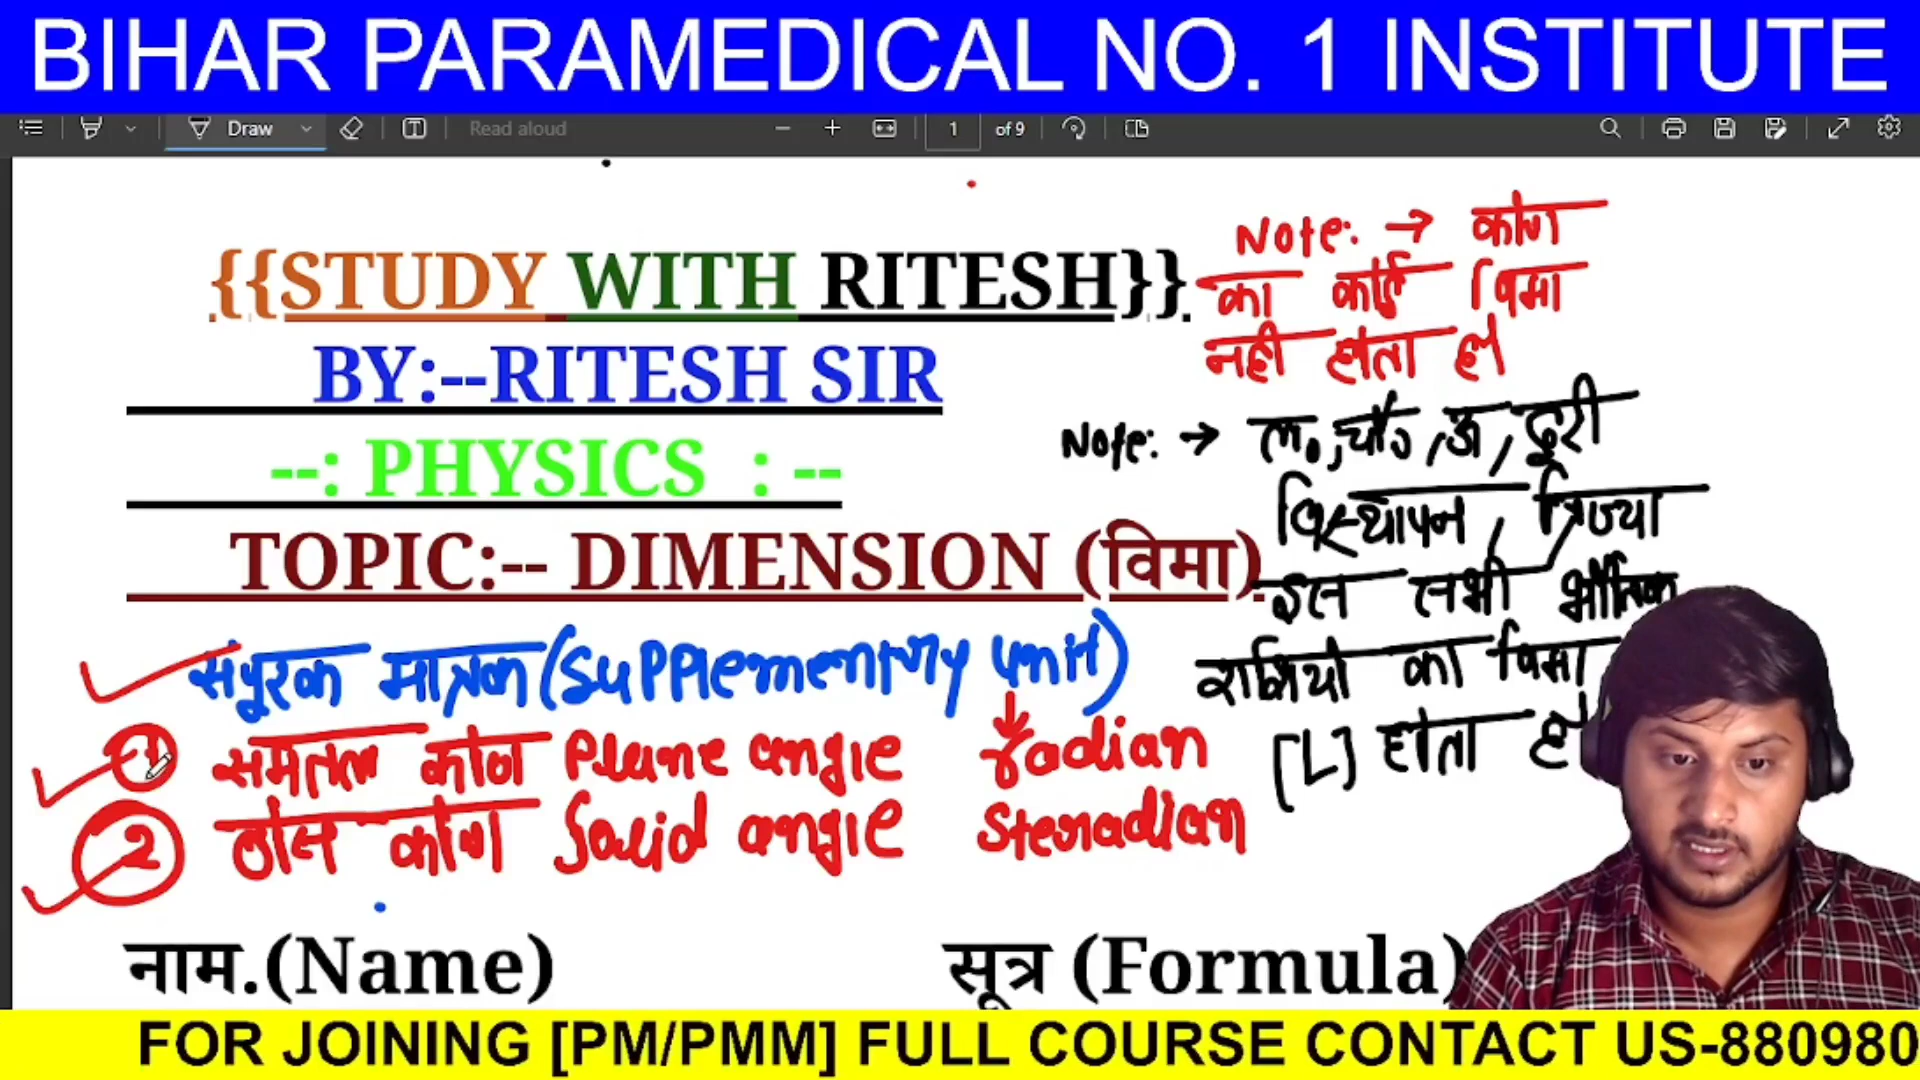 BIHAR PARAMEDICAL NO. 1 INSTITUTE
Draw
Read aloud
1 of 9
{{STUDY WITH RITESH}}
BY:--RITESH SIR
--: PHYSICS : --
TOPIC:-- DIMENSION (विमा)
Note: → कोण
का कोई विमा
नही होता है
Note: → ल०, चौ०, ऊ, दूरी
विस्थापन, त्रिज्या
इस सभी भौतिक
राशियो का विमा
[L] होता है
संपूरक मात्रक (Supplementary unit)
1 समतल कोण Plane angle radian
2 ठोस कोण Solid angle Steradian
नाम.(Name)
सूत्र (Formula)
FOR JOINING [PM/PMM] FULL COURSE CONTACT US-880980